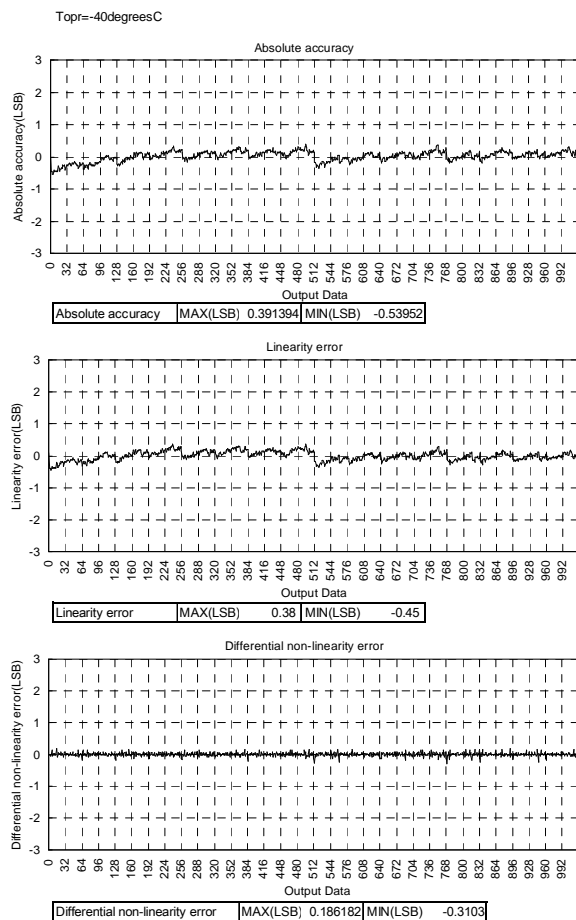 Topr=-40degreesC
Absolute accuracy
3
2
1
0
-1
-2
-3
Absolute accuracy(LSB)
0 32 64 96 128 160 192 224 256 288 320 352 384 416 448 480 512 544 576 608 640 672 704 736 768 800 832 864 896 928 960 992
Output Data
Absolute accuracy MAX(LSB) 0.391394 MIN(LSB) -0.53952
Linearity error
3
2
1
0
-1
-2
-3
Linearity error(LSB)
0 32 64 96 128 160 192 224 256 288 320 352 384 416 448 480 512 544 576 608 640 672 704 736 768 800 832 864 896 928 960 992
Output Data
Linearity error MAX(LSB) 0.38 MIN(LSB) -0.45
Differential non-linearity error
3
2
1
0
-1
-2
-3
Differential non-linearity error(LSB)
0 32 64 96 128 160 192 224 256 288 320 352 384 416 448 480 512 544 576 608 640 672 704 736 768 800 832 864 896 928 960 992
Output Data
Differential non-linearity error MAX(LSB) 0.186182 MIN(LSB) -0.3103